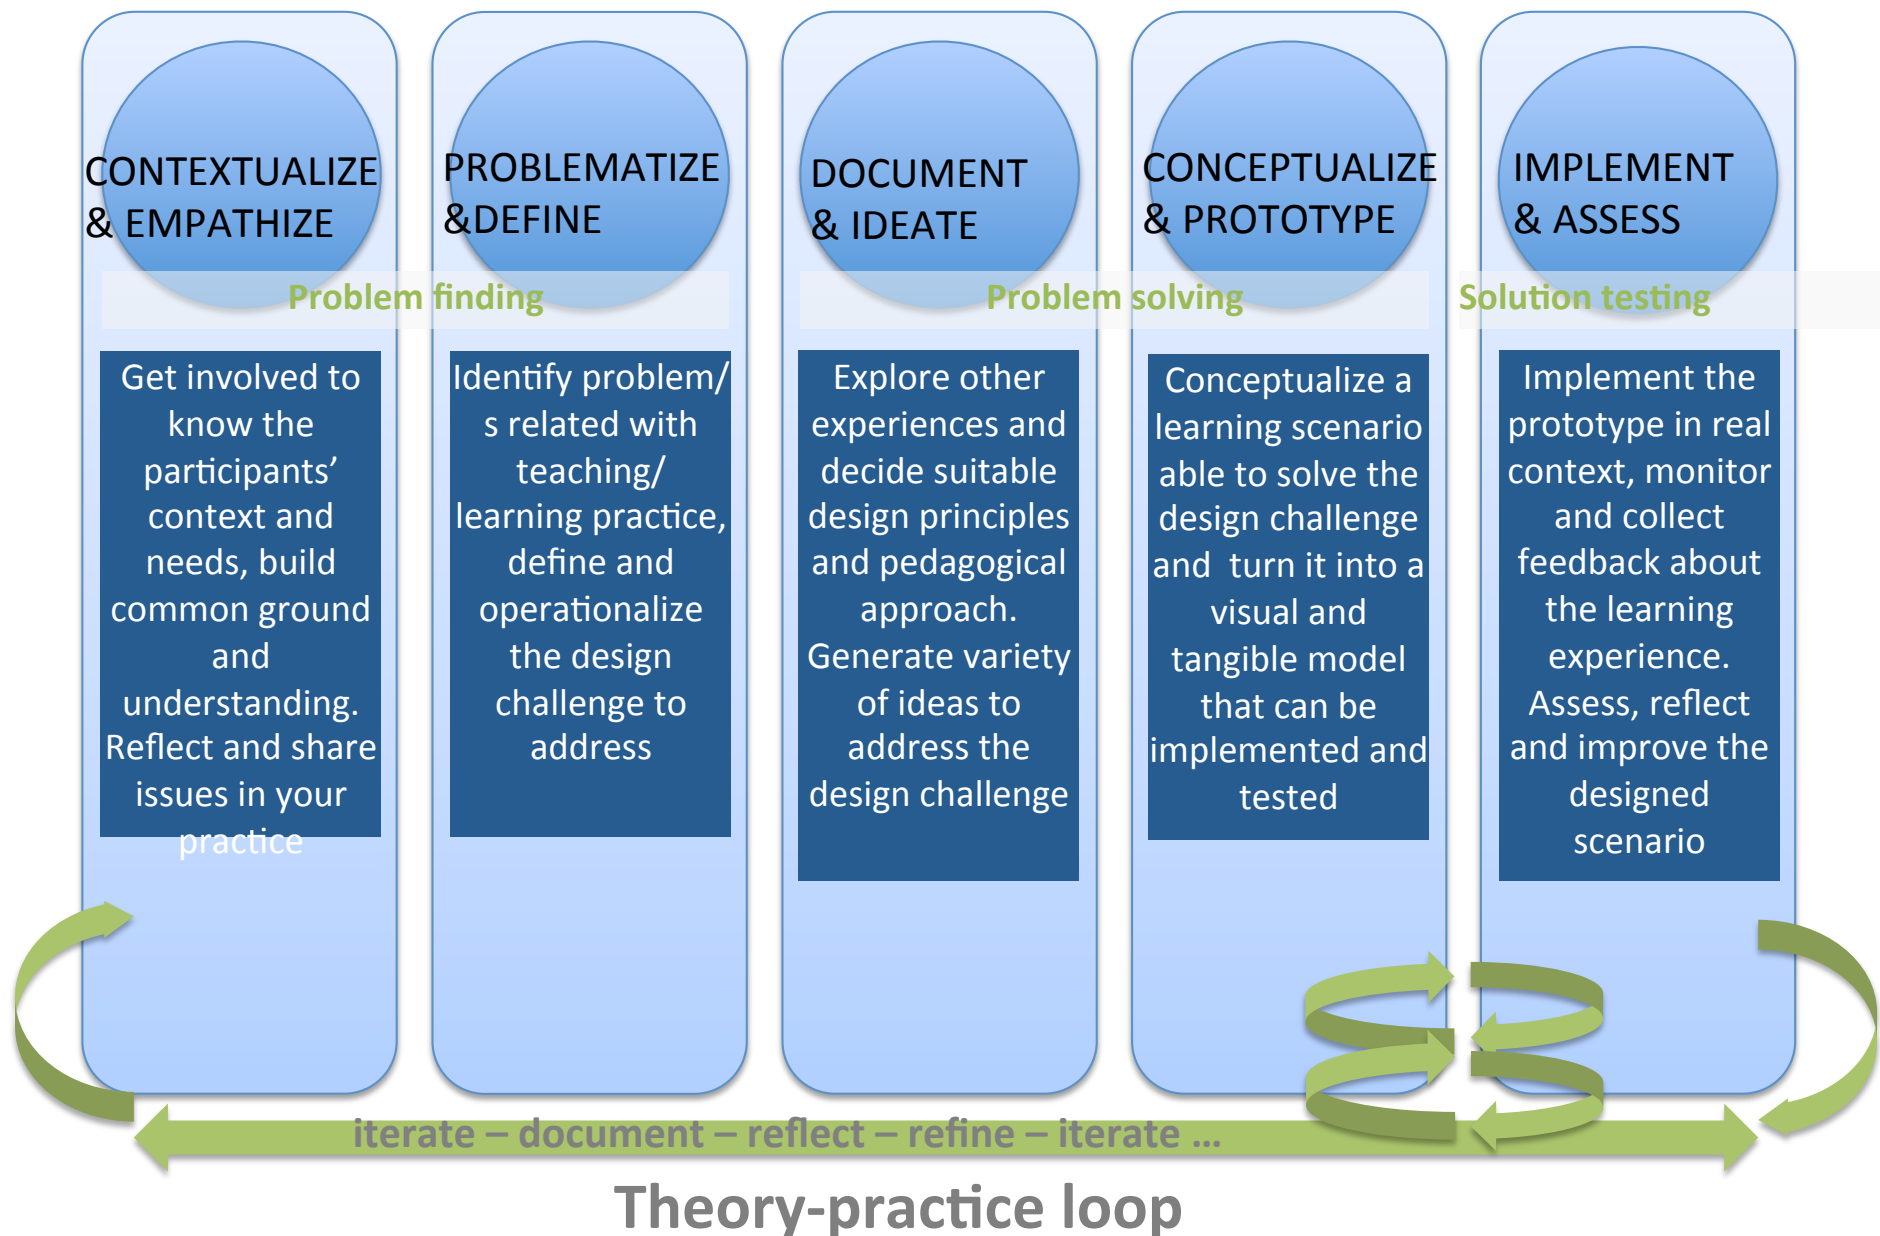 CONTEXTUALIZE
& EMPATHIZE
PROBLEMATIZE
&DEFINE
DOCUMENT
& IDEATE
CONCEPTUALIZE
& PROTOTYPE
IMPLEMENT
& ASSESS
Problem finding
Problem solving
Solution testing
Get involved to
know the
participants’
context and
needs, build
common ground
and
understanding.
Reflect and share
issues in your
practice
Identify problem/
s related with
teaching/
learning practice,
define and
operationalize
the design
challenge to
address
Explore other
experiences and
decide suitable
design principles
and pedagogical
approach.
Generate variety
of ideas to
address the
design challenge
Conceptualize a
learning scenario
able to solve the
design challenge
and  turn it into a
visual and
tangible model
that can be
implemented and
tested
Implement the
prototype in real
context, monitor
and collect
feedback about
the learning
experience.
Assess, reflect
and improve the
designed
scenario
iterate – document – reflect – refine – iterate ...
Theory-practice loop